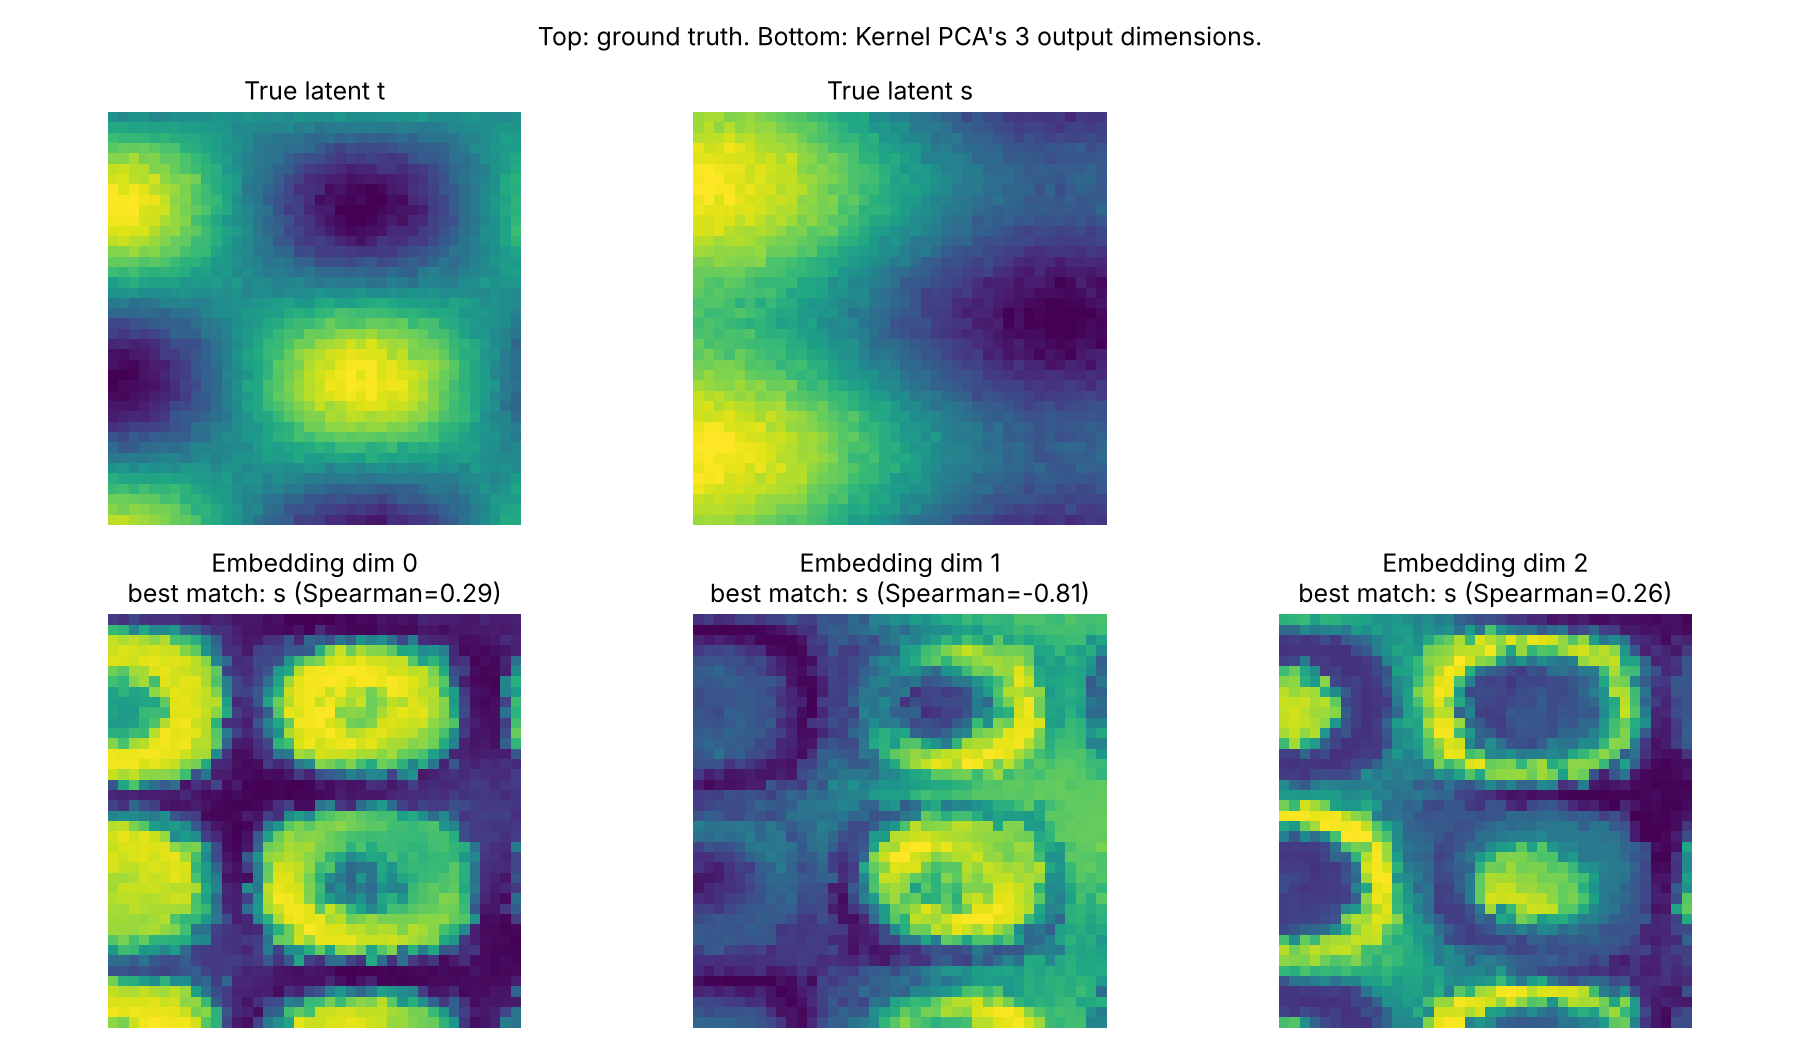 Top: ground truth. Bottom: Kernel PCA's 3 output dimensions.
True latent t
True latent s
Embedding dim 0
best match: s (Spearman=0.29)
Embedding dim 1
best match: s (Spearman=-0.81)
Embedding dim 2
best match: s (Spearman=0.26)